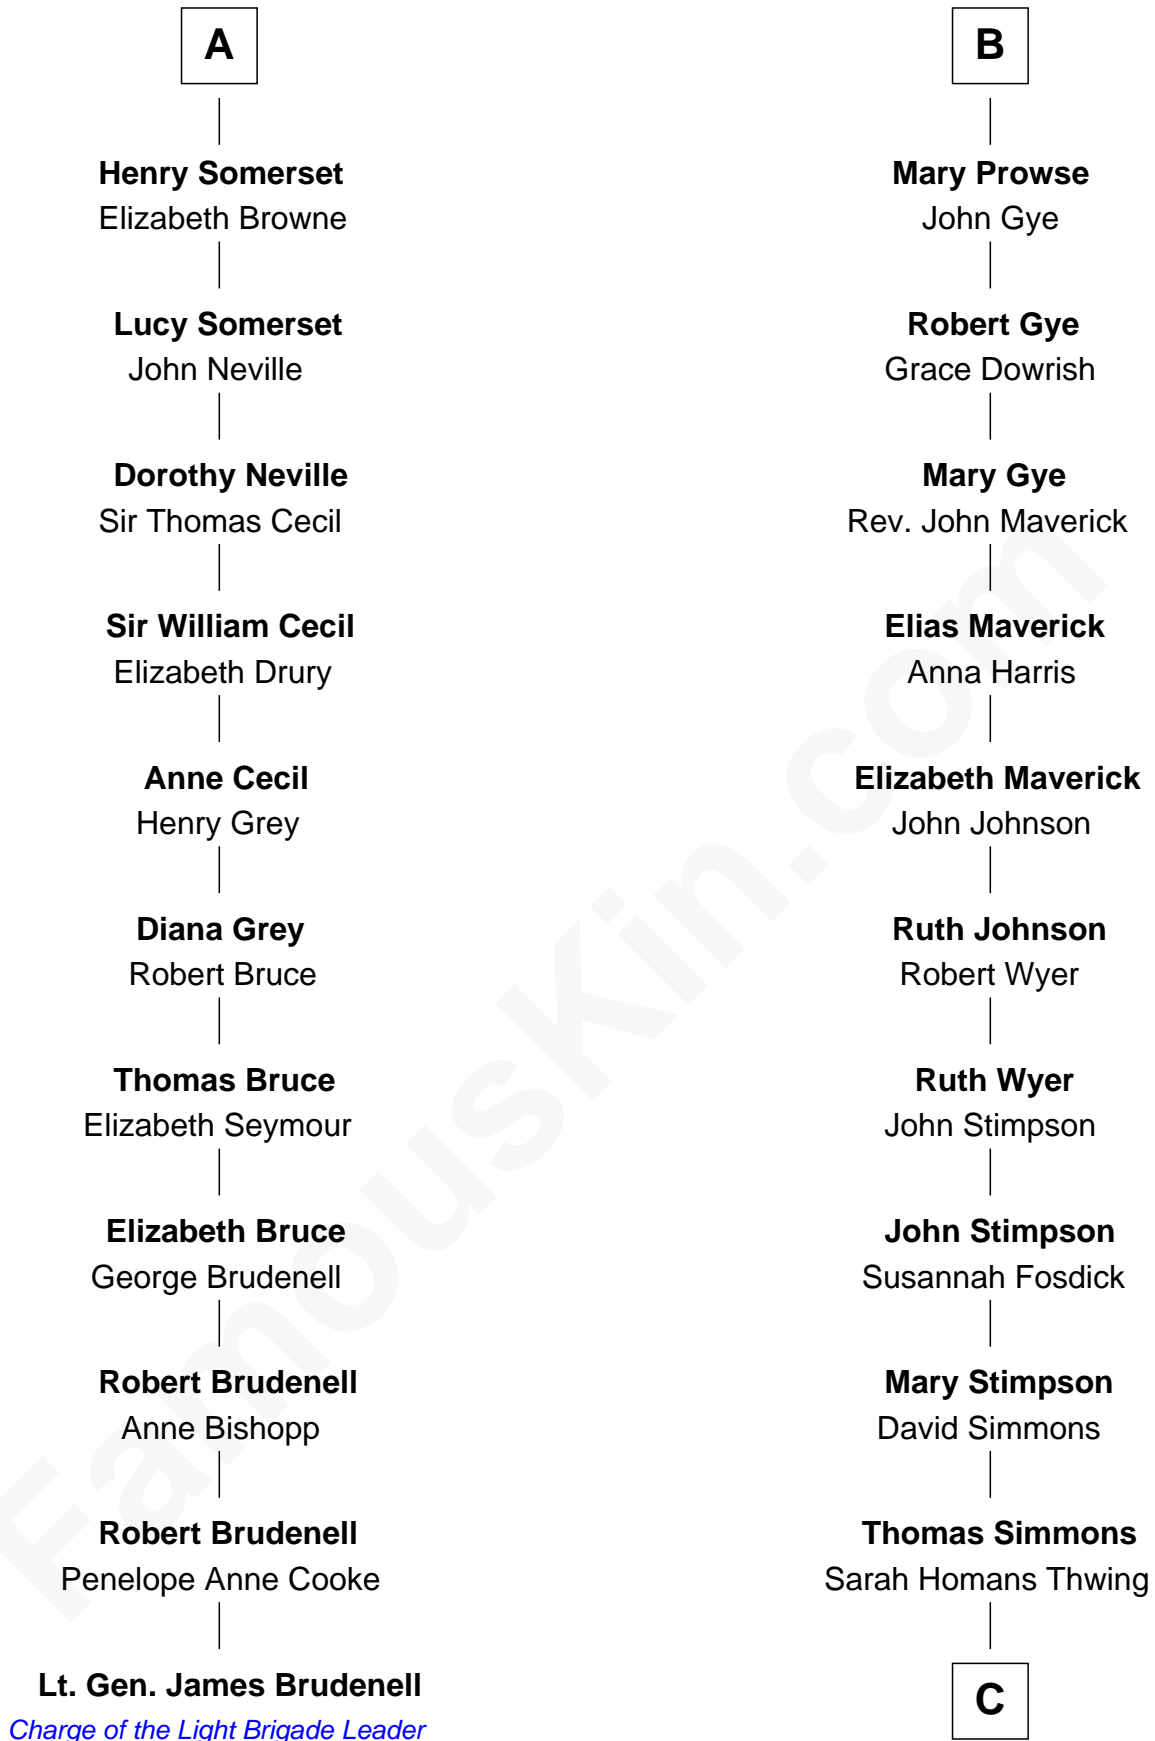 A
Henry Somerset
Elizabeth Browne
Lucy Somerset
John Neville
Dorothy Neville
Sir Thomas Cecil
Sir William Cecil
Elizabeth Drury
Anne Cecil
Henry Grey
Diana Grey
Robert Bruce
Thomas Bruce
Elizabeth Seymour
Elizabeth Bruce
George Brudenell
Robert Brudenell
Anne Bishopp
Robert Brudenell
Penelope Anne Cooke
Lt. Gen. James Brudenell
Charge of the Light Brigade Leader
B
Mary Prowse
John Gye
Robert Gye
Grace Dowrish
Mary Gye
Rev. John Maverick
Elias Maverick
Anna Harris
Elizabeth Maverick
John Johnson
Ruth Johnson
Robert Wyer
Ruth Wyer
John Stimpson
John Stimpson
Susannah Fosdick
Mary Stimpson
David Simmons
Thomas Simmons
Sarah Homans Thwing
C
FamousKin.com